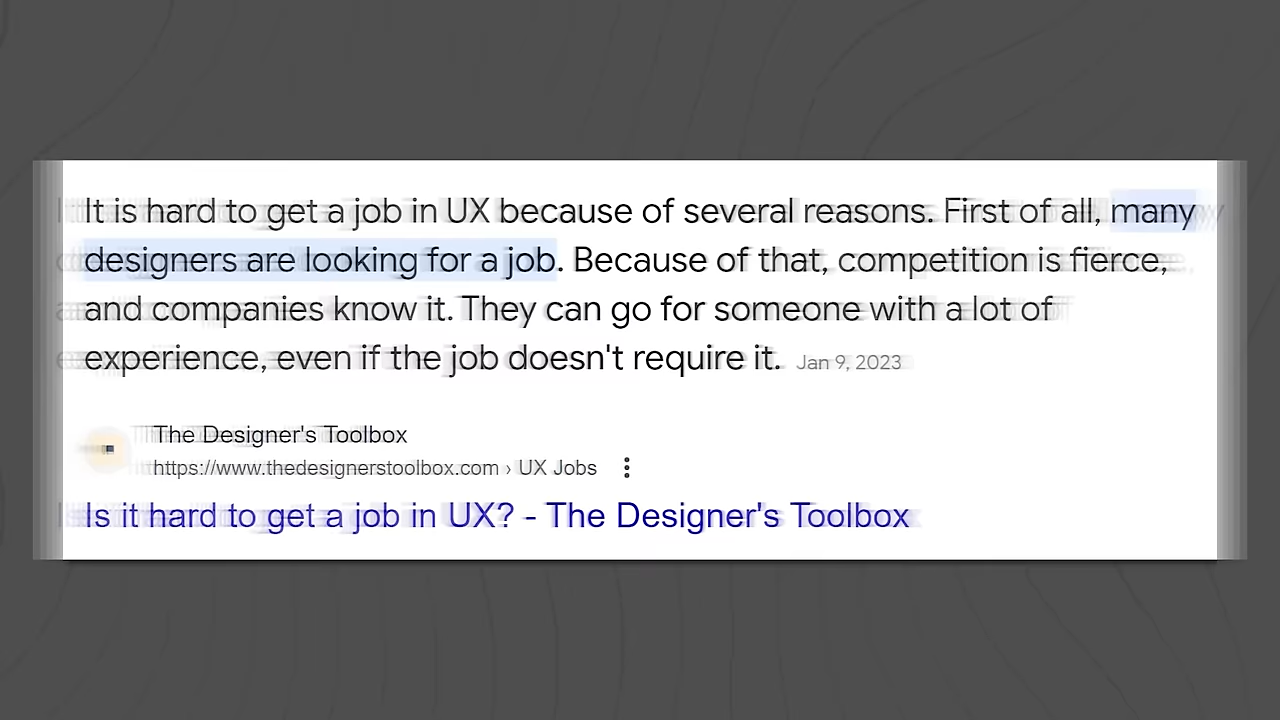 It is hard to get a job in UX because of several reasons. First of all, many
designers are looking for a job. Because of that, competition is fierce,
and companies know it. They can go for someone with a lot of
experience, even if the job doesn't require it. Jan 9, 2023
The Designer's Toolbox
https://www.thedesignerstoolbox.com › UX Jobs
Is it hard to get a job in UX? - The Designer's Toolbox